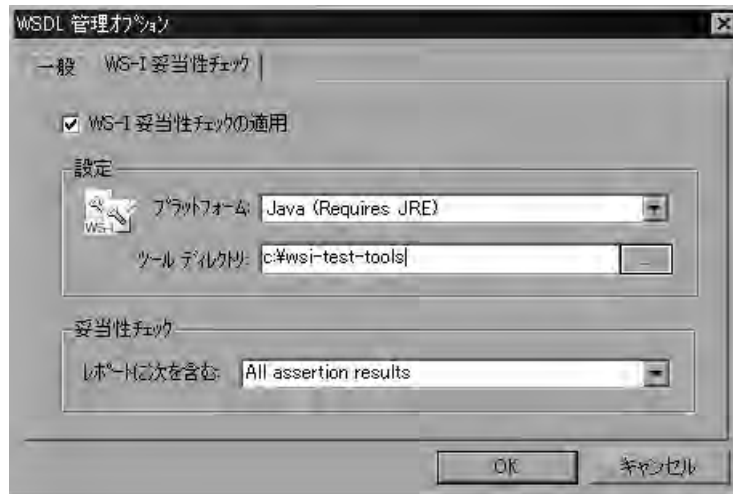 WSDL 管理オプション
一般
WS-I 妥当性チェック
WS-I 妥当性チェックの適用
設定
WS-I
プラットフォーム: Java (Requires JRE)
ツール ディレクトリ: c:¥wsi-test-tools
...
妥当性チェック
レポートに次を含む: All assertion results
OK
キャンセル